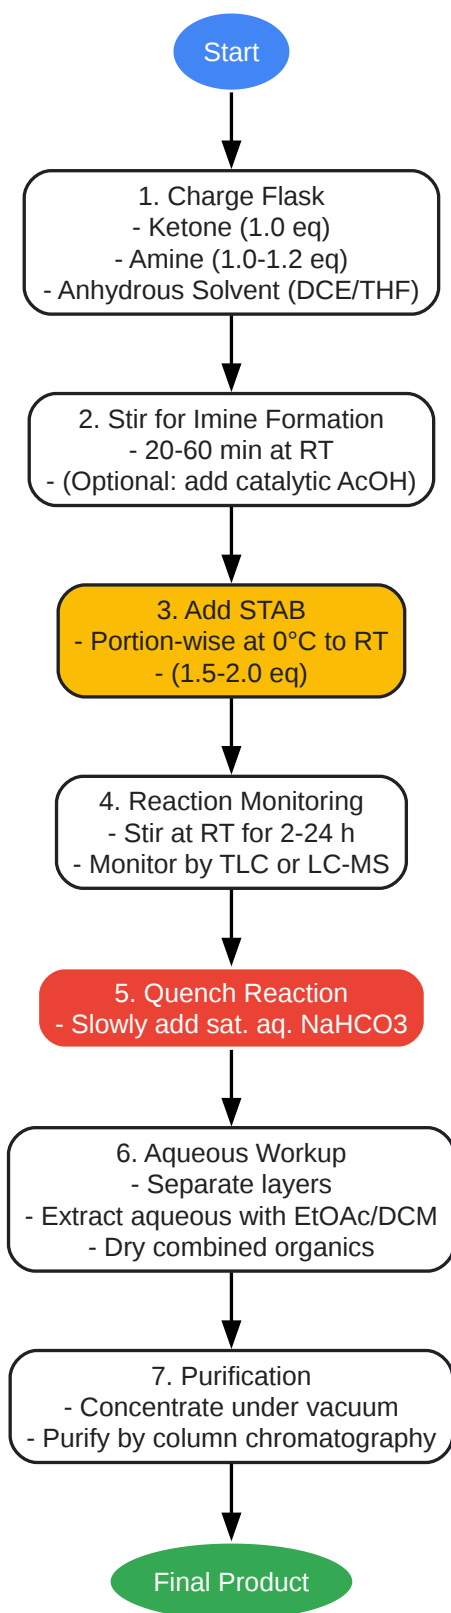 Start
1. Charge Flask
- Ketone (1.0 eq)
- Amine (1.0-1.2 eq)
- Anhydrous Solvent (DCE/THF)
2. Stir for Imine Formation
- 20-60 min at RT
- (Optional: add catalytic AcOH)
3. Add STAB
- Portion-wise at 0°C to RT
- (1.5-2.0 eq)
4. Reaction Monitoring
- Stir at RT for 2-24 h
- Monitor by TLC or LC-MS
5. Quench Reaction
- Slowly add sat. aq. NaHCO3
6. Aqueous Workup
- Separate layers
- Extract aqueous with EtOAc/DCM
- Dry combined organics
7. Purification
- Concentrate under vacuum
- Purify by column chromatography
Final Product